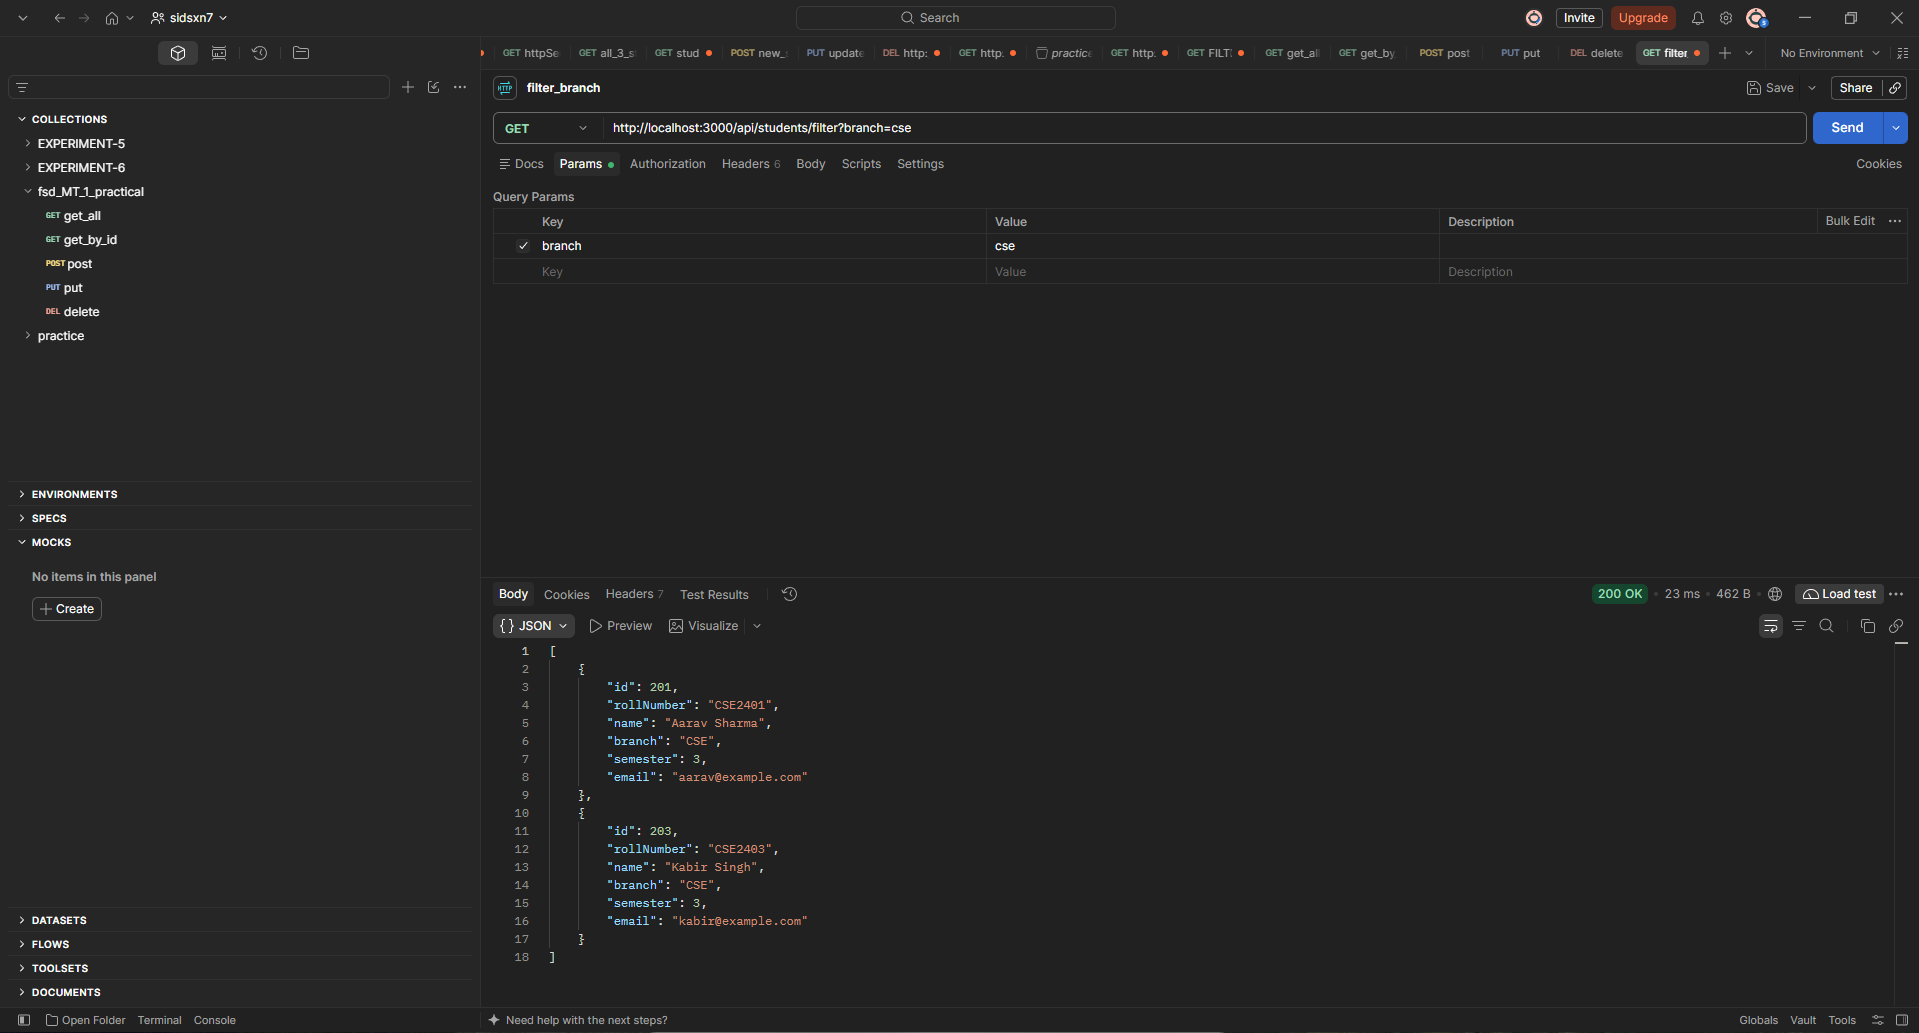 sidsxn7
Search
Invite
Upgrade
GET httpSe
GET all_3_s
GET stud
POST new_s
PUT update
DEL http:
GET http:
practice
GET http:
GET FILT
GET get_al
GET get_by_
POST post
PUT put
DEL delete
GET filter_
No Environment
COLLECTIONS
EXPERIMENT-5
EXPERIMENT-6
fsd_MT_1_practical
GET get_all
GET get_by_id
POST post
PUT put
DEL delete
practice
ENVIRONMENTS
SPECS
MOCKS
No items in this panel
Create
DATASETS
FLOWS
TOOLSETS
DOCUMENTS
HTTP filter_branch
Save
Share
GET http://localhost:3000/api/students/filter?branch=cse
Send
Docs Params Authorization Headers 6 Body Scripts Settings
Cookies
Query Params
Key Value Description Bulk Edit
branch cse
Key Value Description
Body Cookies Headers 7 Test Results
200 OK • 23 ms • 462 B
Load test
{} JSON Preview Visualize
1 [
2 {
3 "id": 201,
4 "rollNumber": "CSE2401",
5 "name": "Aarav Sharma",
6 "branch": "CSE",
7 "semester": 3,
8 "email": "aarav@example.com"
9 },
10 {
11 "id": 203,
12 "rollNumber": "CSE2403",
13 "name": "Kabir Singh",
14 "branch": "CSE",
15 "semester": 3,
16 "email": "kabir@example.com"
17 }
18 ]
Open Folder Terminal Console
Need help with the next steps?
Globals Vault Tools